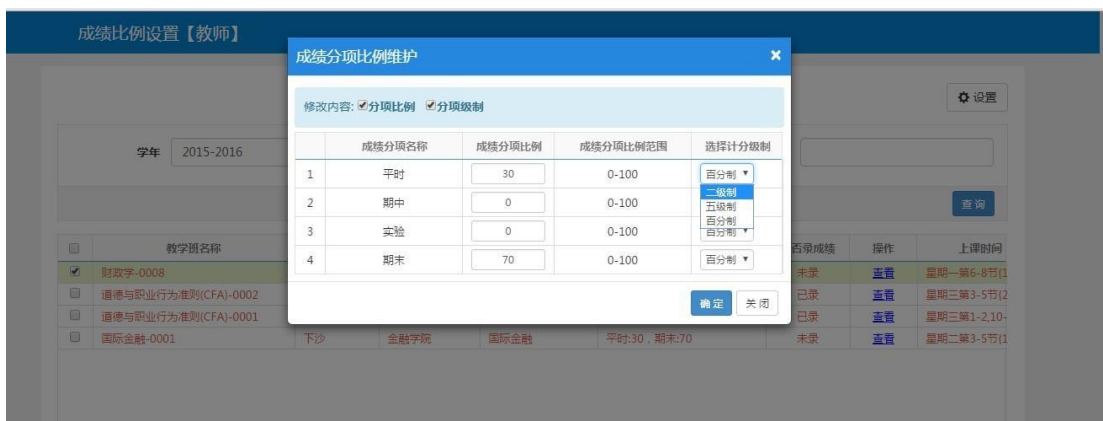 成绩比例设置【教师】
成绩分项比例维护 ×
修改内容: 分项比例 分项级制
设置
学年 2015-2016
成绩分项名称 成绩分项比例 成绩分项比例范围 选择计分级制
1 平时 30 0-100 百分制
二级制
五级制
百分制
2 期中 0 0-100
3 实验 0 0-100 百分制
4 期末 70 0-100 百分制
查询
确定 关闭
教学班名称 否录成绩 操作 上课时间
财政学-0008 未录 查看 星期一第6-8节(1
道德与职业行为准则(CFA)-0002 已录 查看 星期三第3-5节(2
道德与职业行为准则(CFA)-0001 已录 查看 星期三第1-2,10-
国际金融-0001 下沙 金融学院 国际金融 平时:30 , 期末:70 未录 查看 星期二第3-5节(1